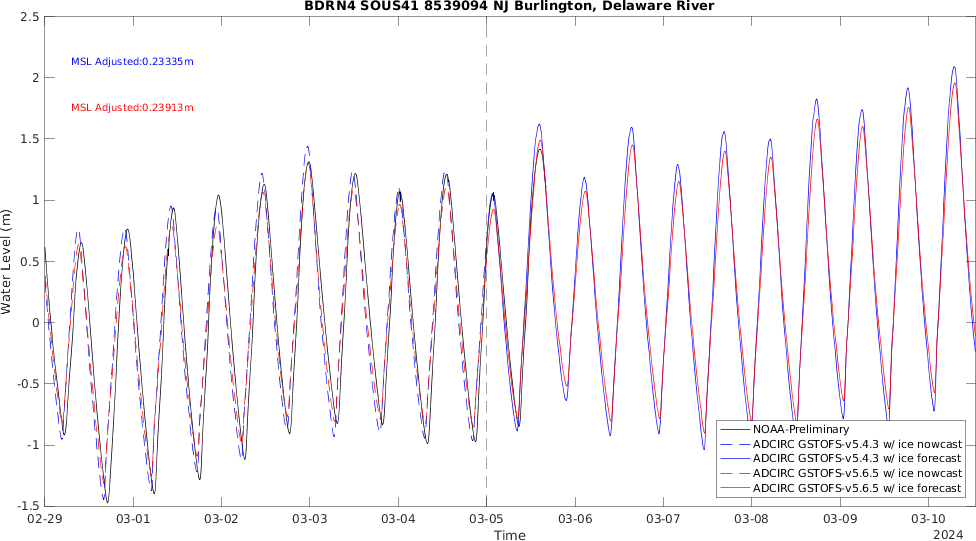 BDRN4 SOUS41 8539094 NJ Burlington, Delaware River
2.5
2
1.5
1
0.5
0
-0.5
-1
-1.5
Water Level (m)
MSL Adjusted:0.23335m
MSL Adjusted:0.23913m
NOAA-Preliminary
ADCIRC GSTOFS-v5.4.3 w/ ice nowcast
ADCIRC GSTOFS-v5.4.3 w/ ice forecast
ADCIRC GSTOFS-v5.6.5 w/ ice nowcast
ADCIRC GSTOFS-v5.6.5 w/ ice forecast
02-29 03-01 03-02 03-03 03-04 03-05 03-06 03-07 03-08 03-09 03-10
Time
2024